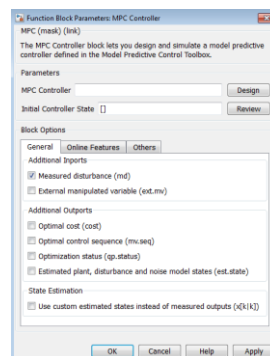 Function Block Parameters: MPC Controller
MPC (mask) (link)
The MPC Controller block lets you design and simulate a model predictive
controller defined in the Model Predictive Control Toolbox.
Parameters
MPC Controller
Design
Initial Controller State []
Review
Block Options
General Online Features Others
Additional Inports
Measured disturbance (md)
External manipulated variable (ext.mv)
Additional Outports
Optimal cost (cost)
Optimal control sequence (mv.seq)
Optimization status (qp.status)
Estimated plant, disturbance and noise model states (est.state)
State Estimation
Use custom estimated states instead of measured outputs (x[k|k])
OK Cancel Help Apply